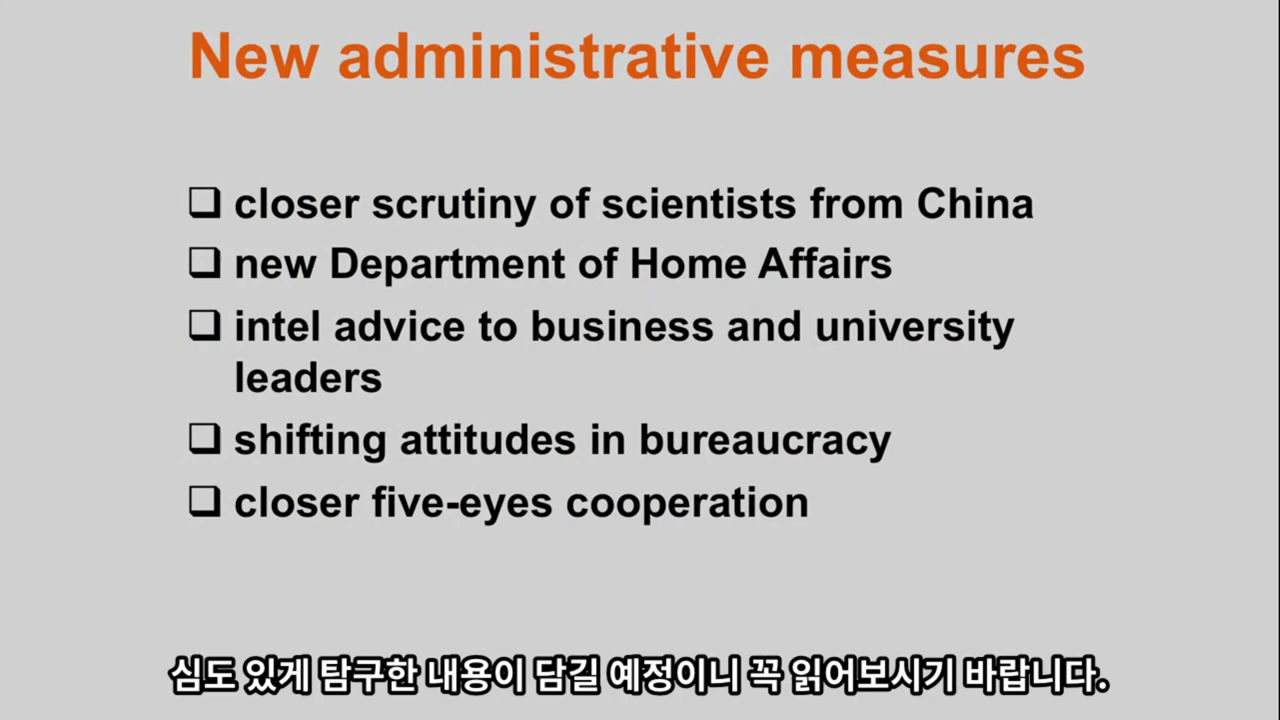 New administrative measures
❑ closer scrutiny of scientists from China
❑ new Department of Home Affairs
❑ intel advice to business and university
leaders
❑ shifting attitudes in bureaucracy
❑ closer five-eyes cooperation
심도 있게 탐구한 내용이 담길 예정이니 꼭 읽어보시기 바랍니다.